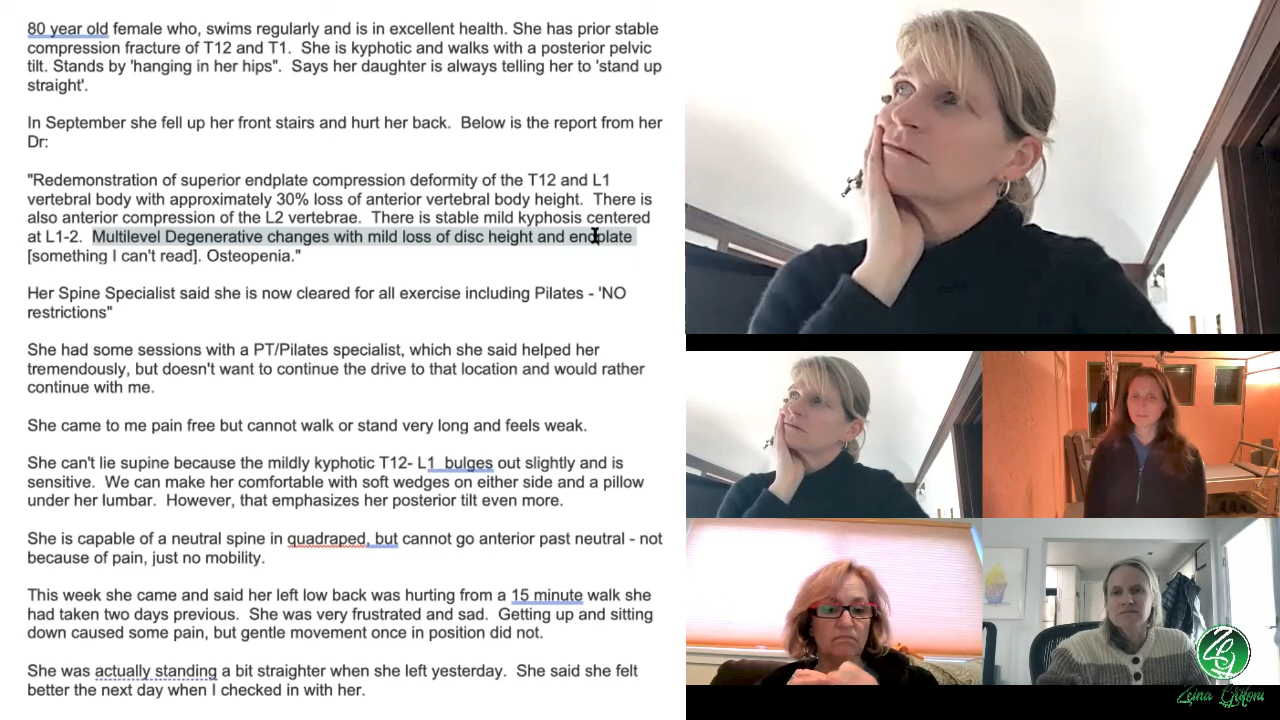 80 year old female who, swims regularly and is in excellent health. She has prior stable
compression fracture of T12 and T1.  She is kyphotic and walks with a posterior pelvic
tilt. Stands by 'hanging in her hips".  Says her daughter is always telling her to 'stand up
straight'.
In September she fell up her front stairs and hurt her back.  Below is the report from her
Dr:
"Redemonstration of superior endplate compression deformity of the T12 and L1
vertebral body with approximately 30% loss of anterior vertebral body height.  There is
also anterior compression of the L2 vertebrae.  There is stable mild kyphosis centered
at L1-2.  Multilevel Degenerative changes with mild loss of disc height and endplate
[something I can't read]. Osteopenia."
Her Spine Specialist said she is now cleared for all exercise including Pilates - 'NO
restrictions"
She had some sessions with a PT/Pilates specialist, which she said helped her
tremendously, but doesn't want to continue the drive to that location and would rather
continue with me.
She came to me pain free but cannot walk or stand very long and feels weak.
She can't lie supine because the mildly kyphotic T12- L1  bulges out slightly and is
sensitive.  We can make her comfortable with soft wedges on either side and a pillow
under her lumbar.  However, that emphasizes her posterior tilt even more.
She is capable of a neutral spine in quadraped, but cannot go anterior past neutral - not
because of pain, just no mobility.
This week she came and said her left low back was hurting from a 15 minute walk she
had taken two days previous.  She was very frustrated and sad.  Getting up and sitting
down caused some pain, but gentle movement once in position did not.
She was actually standing a bit straighter when she left yesterday.  She said she felt
better the next day when I checked in with her.
Zeina Grifoni